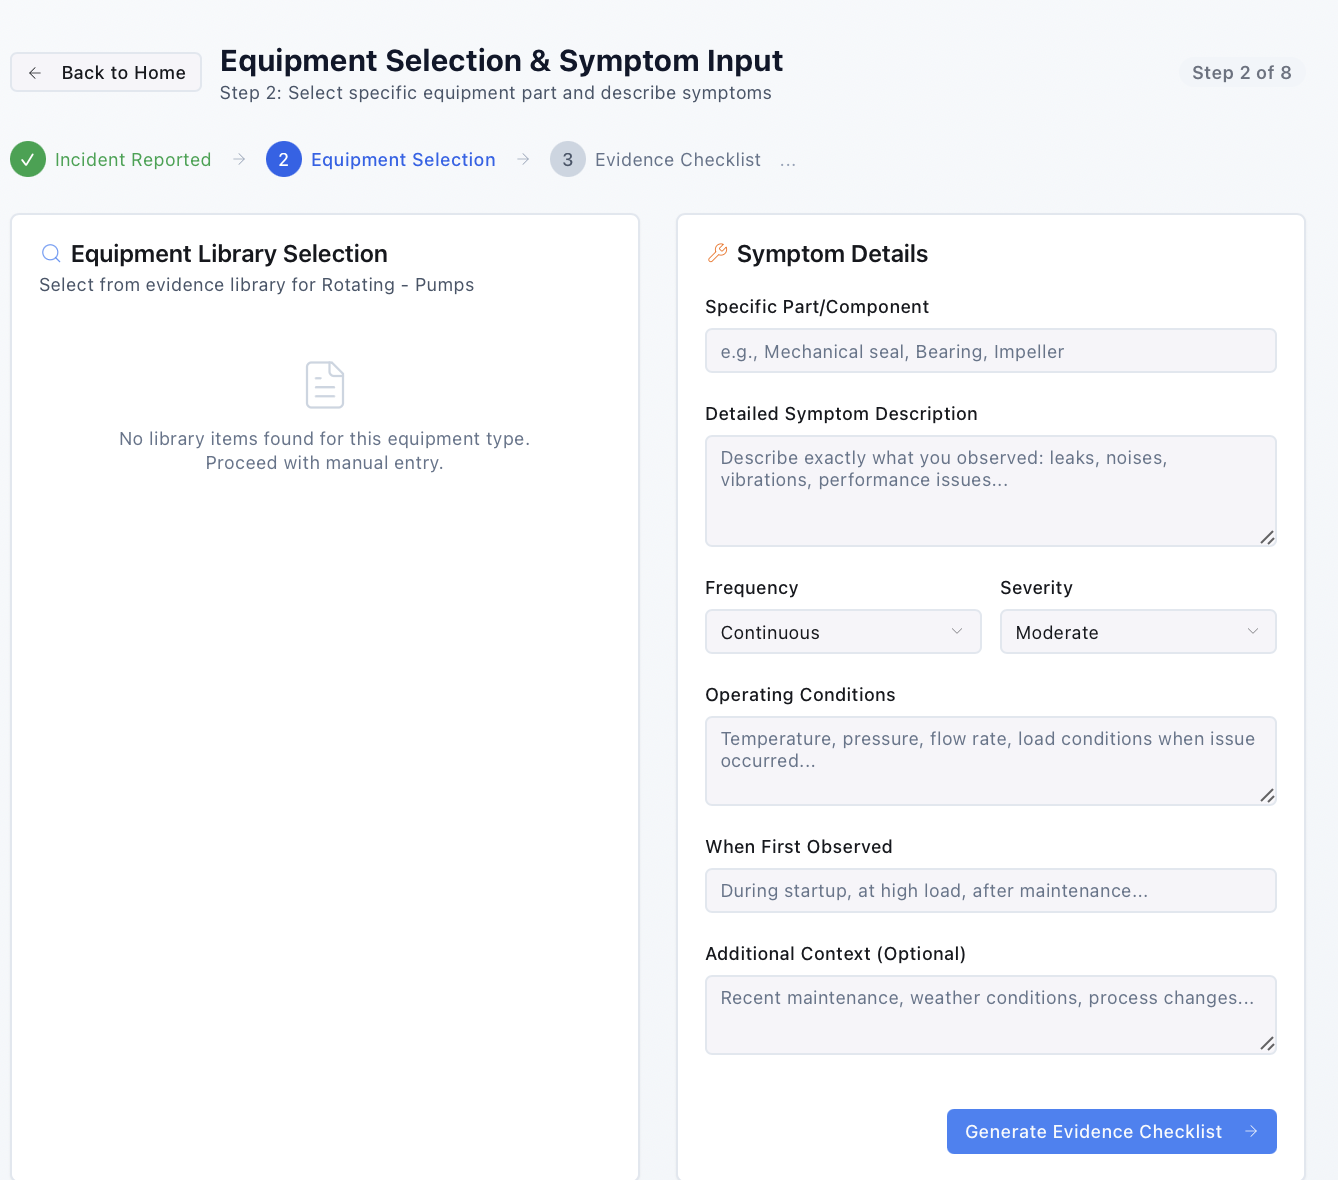 Back to Home
Equipment Selection & Symptom Input
Step 2: Select specific equipment part and describe symptoms
Step 2 of 8
Incident Reported
2 Equipment Selection
3 Evidence Checklist ...
Equipment Library Selection
Select from evidence library for Rotating - Pumps
No library items found for this equipment type.
Proceed with manual entry.
Symptom Details
Specific Part/Component
e.g., Mechanical seal, Bearing, Impeller
Detailed Symptom Description
Describe exactly what you observed: leaks, noises,
vibrations, performance issues...
Frequency
Severity
Continuous
Moderate
Operating Conditions
Temperature, pressure, flow rate, load conditions when issue
occurred...
When First Observed
During startup, at high load, after maintenance...
Additional Context (Optional)
Recent maintenance, weather conditions, process changes...
Generate Evidence Checklist